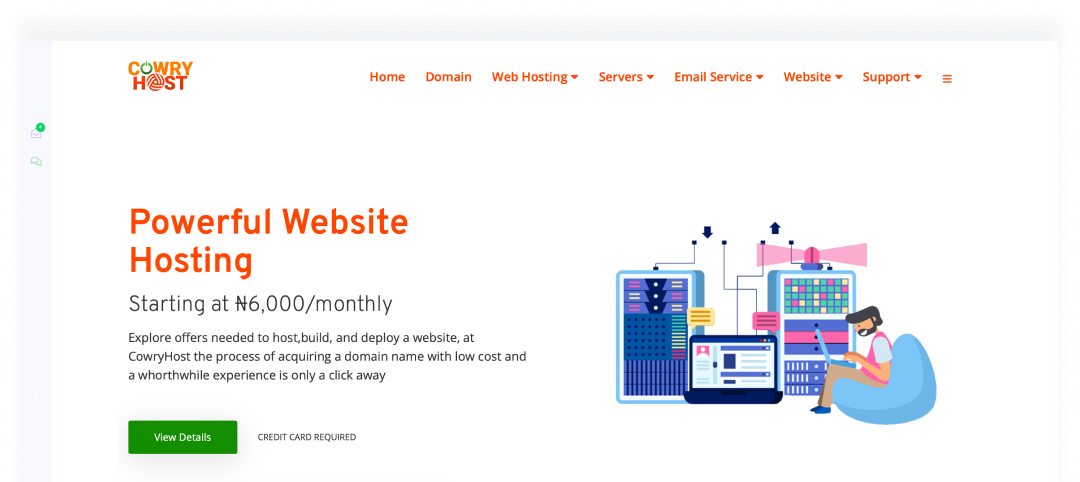 COWRY
HOST
Home Domain Web Hosting Servers Email Service Website Support
Powerful Website
Hosting
Starting at ₦6,000/monthly
Explore offers needed to host,build, and deploy a website, at
CowryHost the process of acquiring a domain name with low cost and
a whorthwhile experience is only a click away
View Details CREDIT CARD REQUIRED